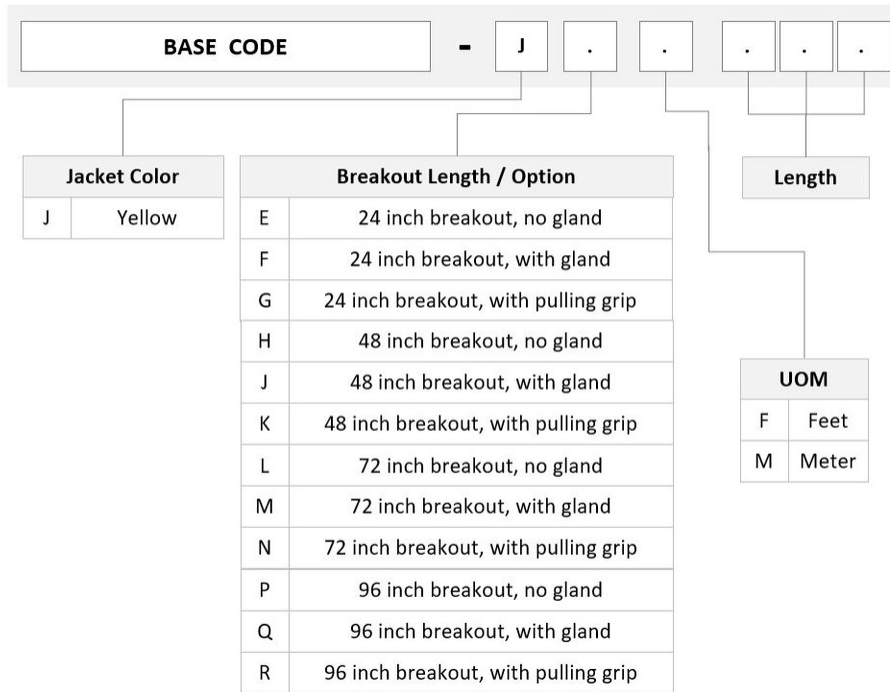 BASE CODE - J . . . . .
Jacket Color
J Yellow
Breakout Length / Option
E 24 inch breakout, no gland
F 24 inch breakout, with gland
G 24 inch breakout, with pulling grip
H 48 inch breakout, no gland
J 48 inch breakout, with gland
K 48 inch breakout, with pulling grip
L 72 inch breakout, no gland
M 72 inch breakout, with gland
N 72 inch breakout, with pulling grip
P 96 inch breakout, no gland
Q 96 inch breakout, with gland
R 96 inch breakout, with pulling grip
Length
UOM
F Feet
M Meter